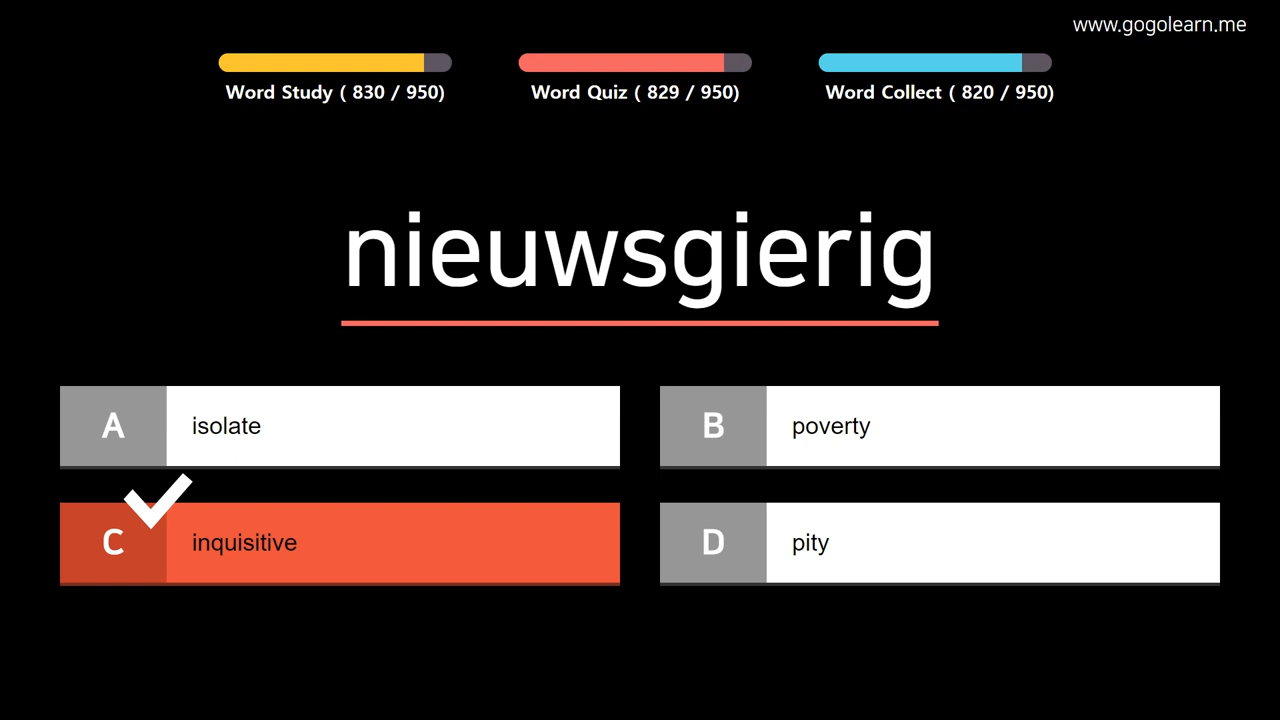 www.gogolearn.me
Word Study ( 830 / 950)
Word Quiz ( 829 / 950)
Word Collect ( 820 / 950)
nieuwsgierig
A isolate
B poverty
C inquisitive
D pity